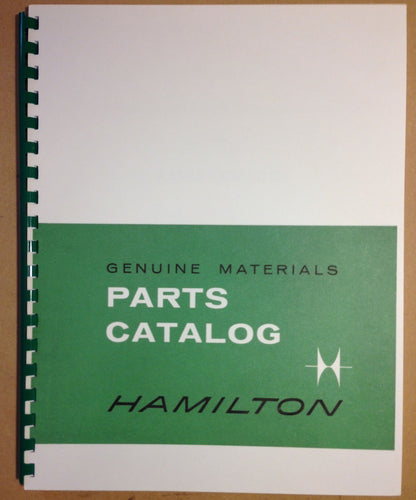 GENUINE MATERIALS
PARTS
CATALOG
HAMILTON